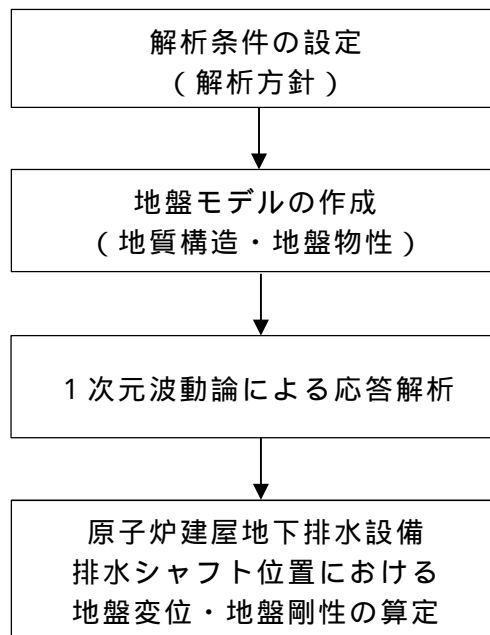 解析条件の設定
（解析方針）
地盤モデルの作成
（地質構造・地盤物性）
１次元波動論による応答解析
原子炉建屋地下排水設備
排水シャフト位置における
地盤変位・地盤剛性の算定